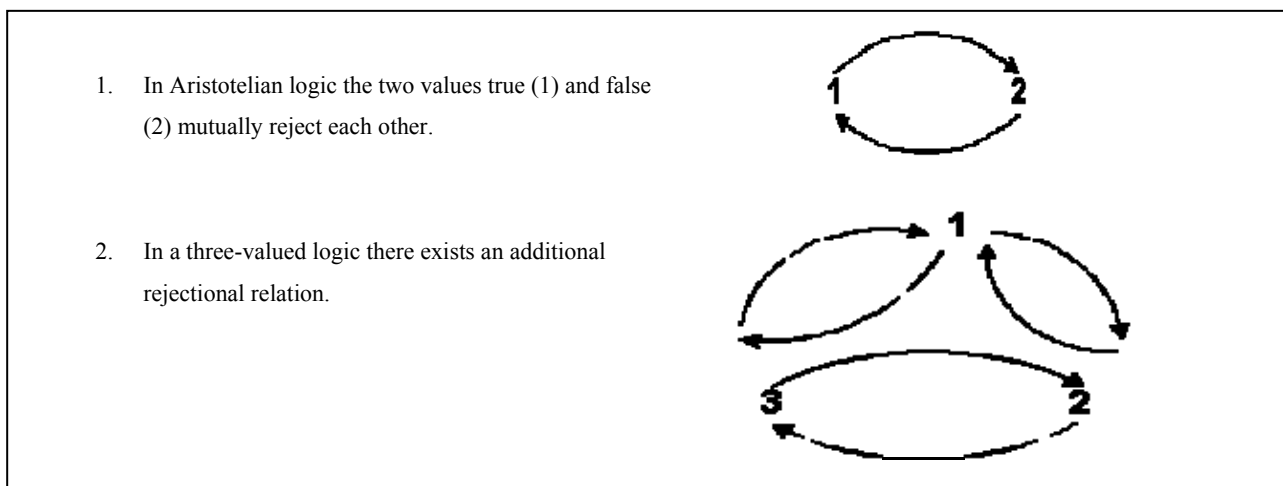 1. In Aristotelian logic the two values true (1) and false
(2) mutually reject each other.
1 2
2. In a three-valued logic there exists an additional
rejectional relation.
1
3 2